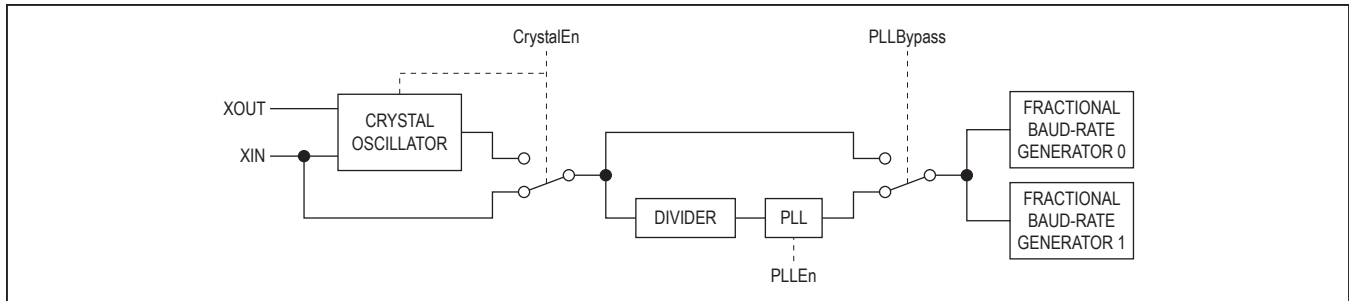 CrystalEn
PLLBypass
XOUT
XIN
CRYSTAL
OSCILLATOR
DIVIDER
PLL
PLLEn
FRACTIONAL
BAUD-RATE
GENERATOR 0
FRACTIONAL
BAUD-RATE
GENERATOR 1